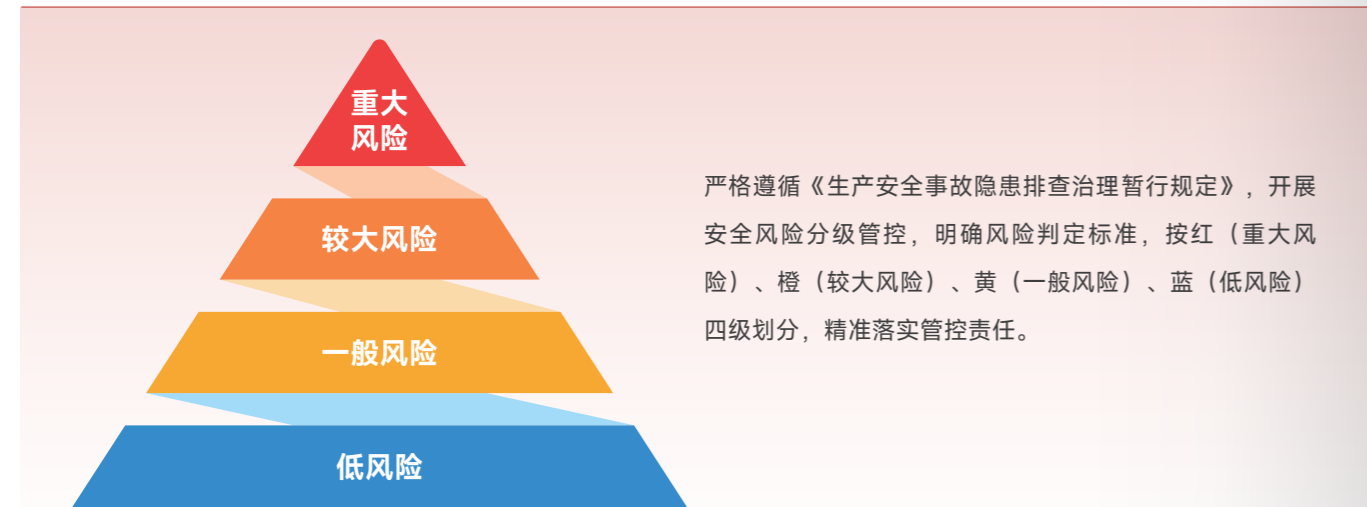 重大
风险
较大风险
一般风险
低风险
严格遵循《生产安全事故隐患排查治理暂行规定》，开展
安全风险分级管控，明确风险判定标准，按红（重大风
险）、橙（较大风险）、黄（一般风险）、蓝（低风险）
四级划分，精准落实管控责任。